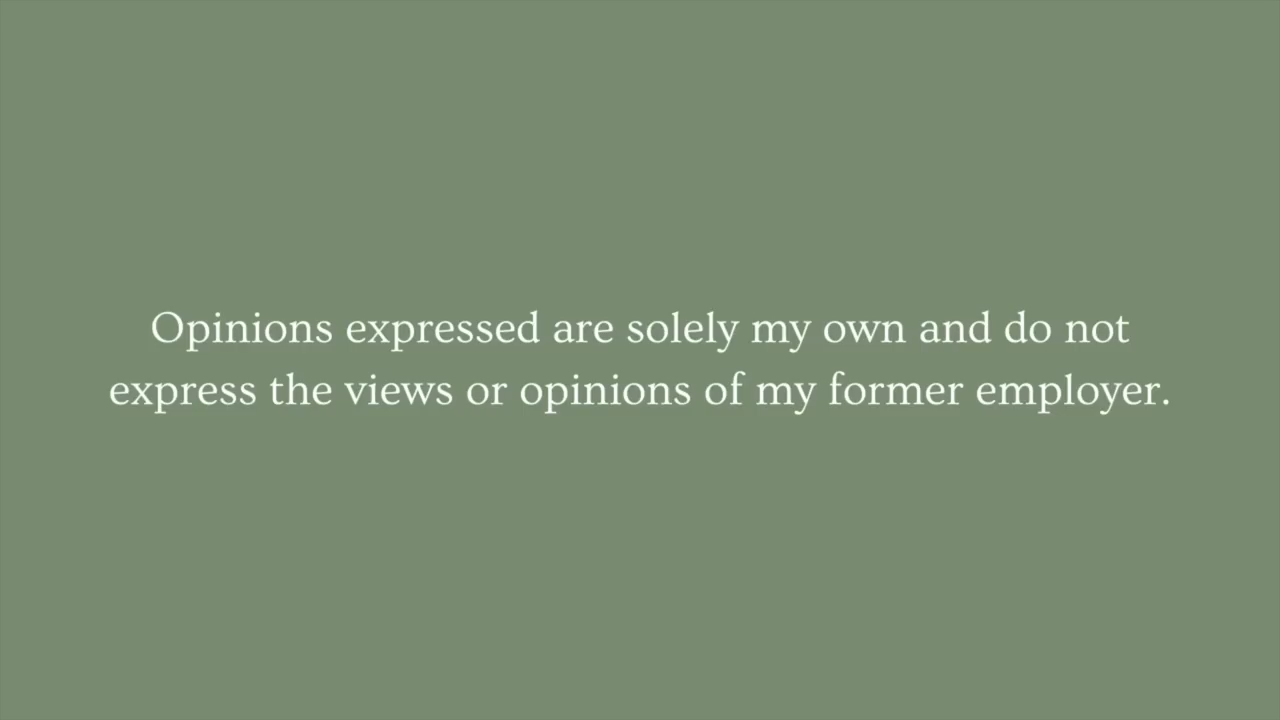 Opinions expressed are solely my own and do not
express the views or opinions of my former employer.